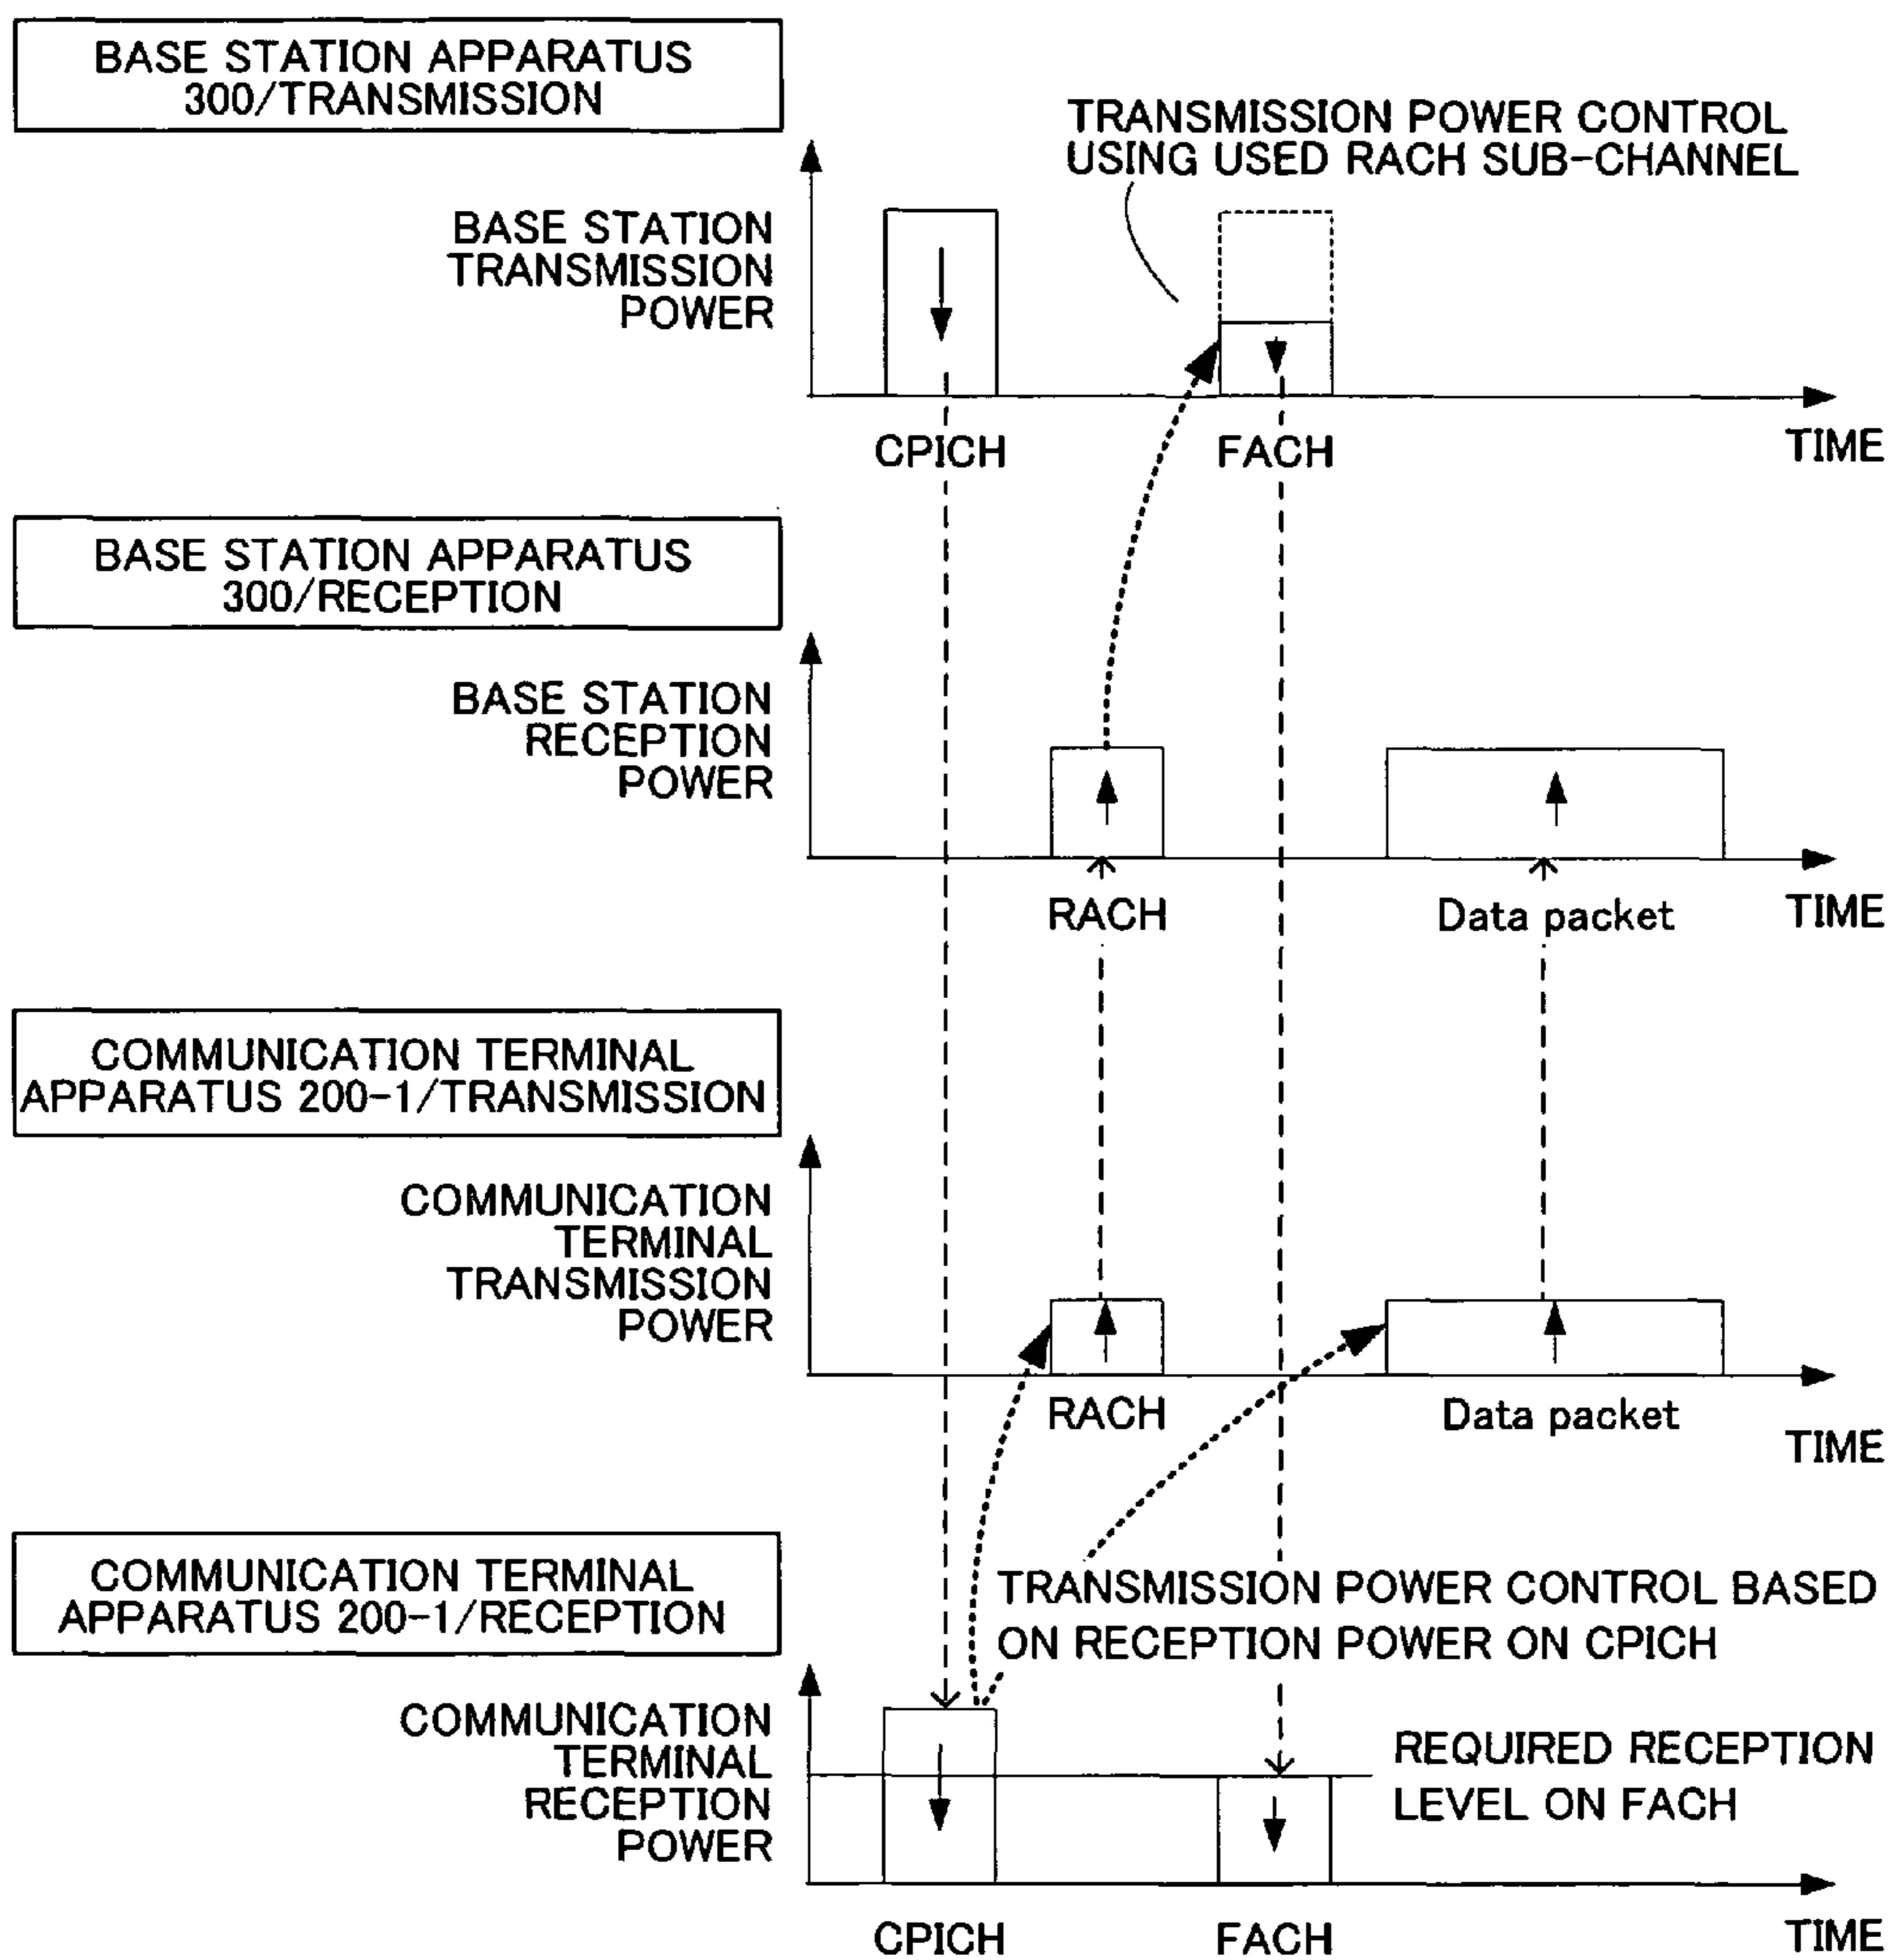 BASE STATION APPARATUS
300/TRANSMISSION
TRANSMISSION POWER CONTROL
USING USED RACH SUB-CHANNEL
BASE STATION
TRANSMISSION
POWER
CPICH
FACH
TIME
BASE STATION APPARATUS
300/RECEPTION
BASE STATION
RECEPTION
POWER
RACH
Data packet
TIME
COMMUNICATION TERMINAL
APPARATUS 200-1/TRANSMISSION
COMMUNICATION
TERMINAL
TRANSMISSION
POWER
RACH
Data packet
TIME
COMMUNICATION TERMINAL
APPARATUS 200-1/RECEPTION
TRANSMISSION POWER CONTROL BASED
ON RECEPTION POWER ON CPICH
COMMUNICATION
TERMINAL
RECEPTION
POWER
REQUIRED RECEPTION
LEVEL ON FACH
CPICH
FACH
TIME